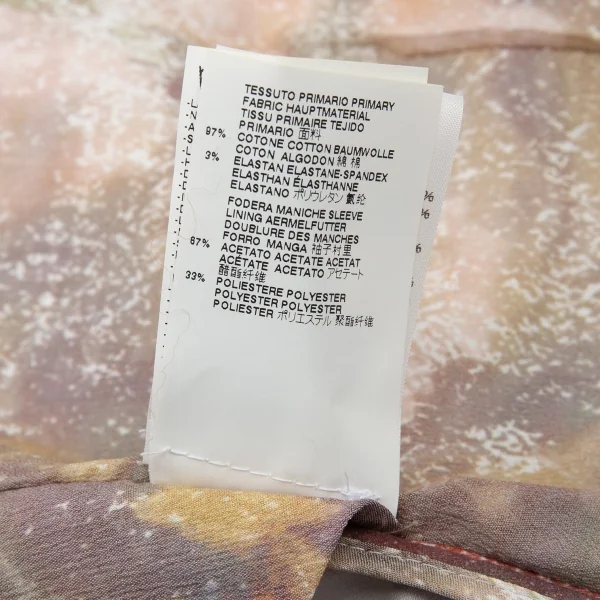 TESSUTO PRIMARIO PRIMARY
FABRIC HAUPTMATERIAL
TISSU PRIMAIRE TEJIDO
PRIMARIO 面料
97% COTONE COTTON BAUMWOLLE
COTON ALGODON 綿 棉
3% ELASTAN ELASTANE-SPANDEX
ELASTHAN ÉLASTHANNE
ELASTANO ポリウレタン 氨纶
FODERA MANICHE SLEEVE
LINING AERMELFUTTER
DOUBLURE DES MANCHES
FORRO MANGA 袖子衬里
67% ACETATO ACETATE ACETAT
ACÉTATE ACETATO アセテート
醋酯纤维
33% POLIESTERE POLYESTER
POLYESTER POLYESTER
POLIESTER ポリエステル 聚酯纤维
%
%
%
%